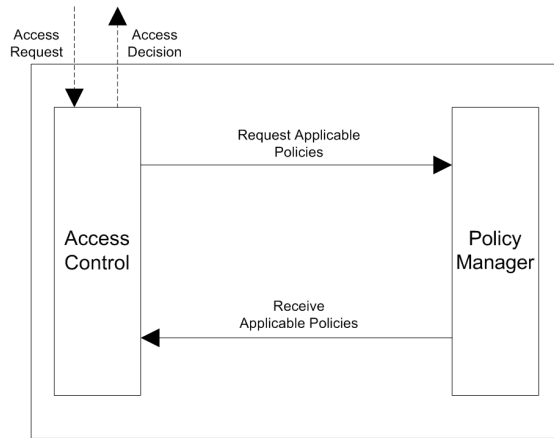 Access
Request
Access
Decision
Request Applicable
Policies
Access
Control
Policy
Manager
Receive
Applicable Policies